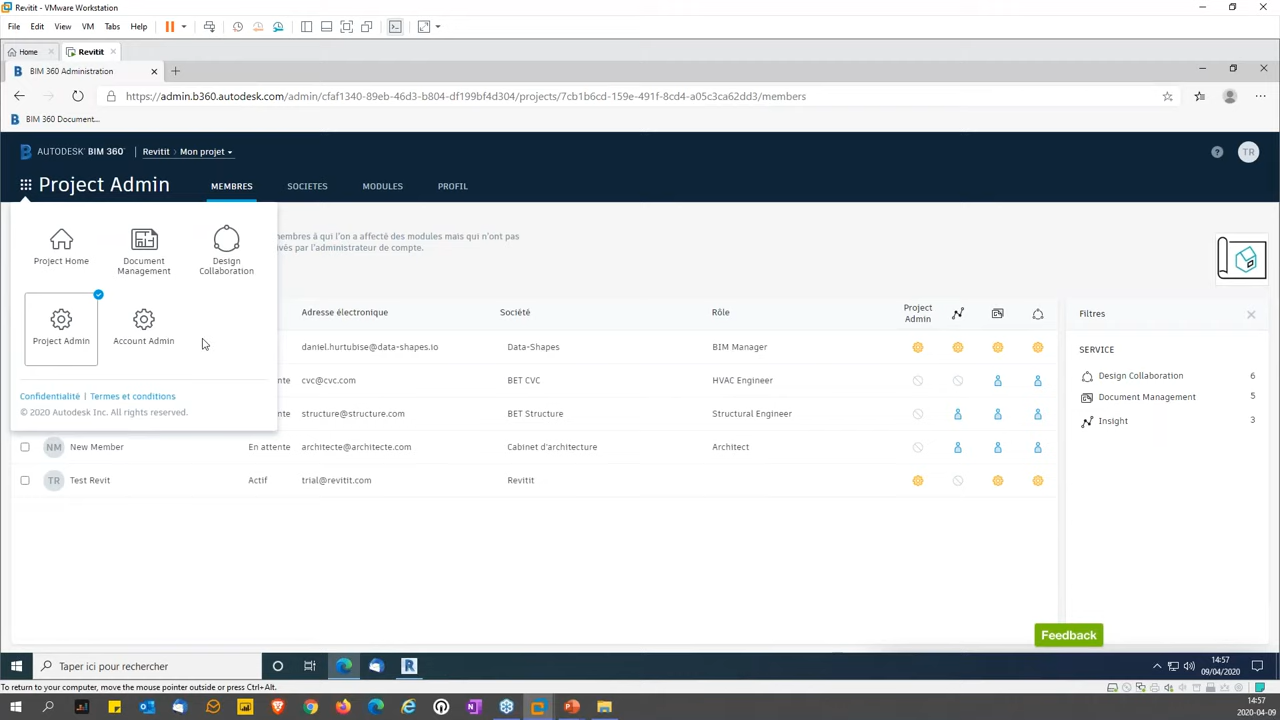 Revitit - VMware Workstation
File Edit View VM Tabs Help
Home Revitit
BIM 360 Administration
https://admin.b360.autodesk.com/admin/cfaf1340-89eb-46d3-b804-df199bf4d304/projects/7cb1b6cd-159e-491f-8cd4-a05c3ca62dd3/members
BIM 360 Document...
AUTODESK® BIM 360° Revitit > Mon projet TR
Project Admin MEMBRES SOCIETES MODULES PROFIL
Project Home
Document
Management
Design
Collaboration
Project Admin
Account Admin
Confidentialité | Termes et conditions
© 2020 Autodesk Inc. All rights reserved.
membres à qui l'on a affecté des modules mais qui n'ont pas
vés par l'administrateur de compte.
Adresse électronique Société Rôle Project
Admin
daniel.hurtubise@data-shapes.io Data-Shapes BIM Manager
ttente cvc@cvc.com BET CVC HVAC Engineer
ttente structure@structure.com BET Structure Structural Engineer
NM New Member En attente architecte@architecte.com Cabinet d'architecture Architect
TR Test Revit Actif trial@revitit.com Revitit
Filtres
SERVICE
Design Collaboration 6
Document Management 5
Insight 3
Feedback
Taper ici pour rechercher
14:57
09/04/2020
To return to your computer, move the mouse pointer outside or press Ctrl+Alt.
14:57
2020-04-09